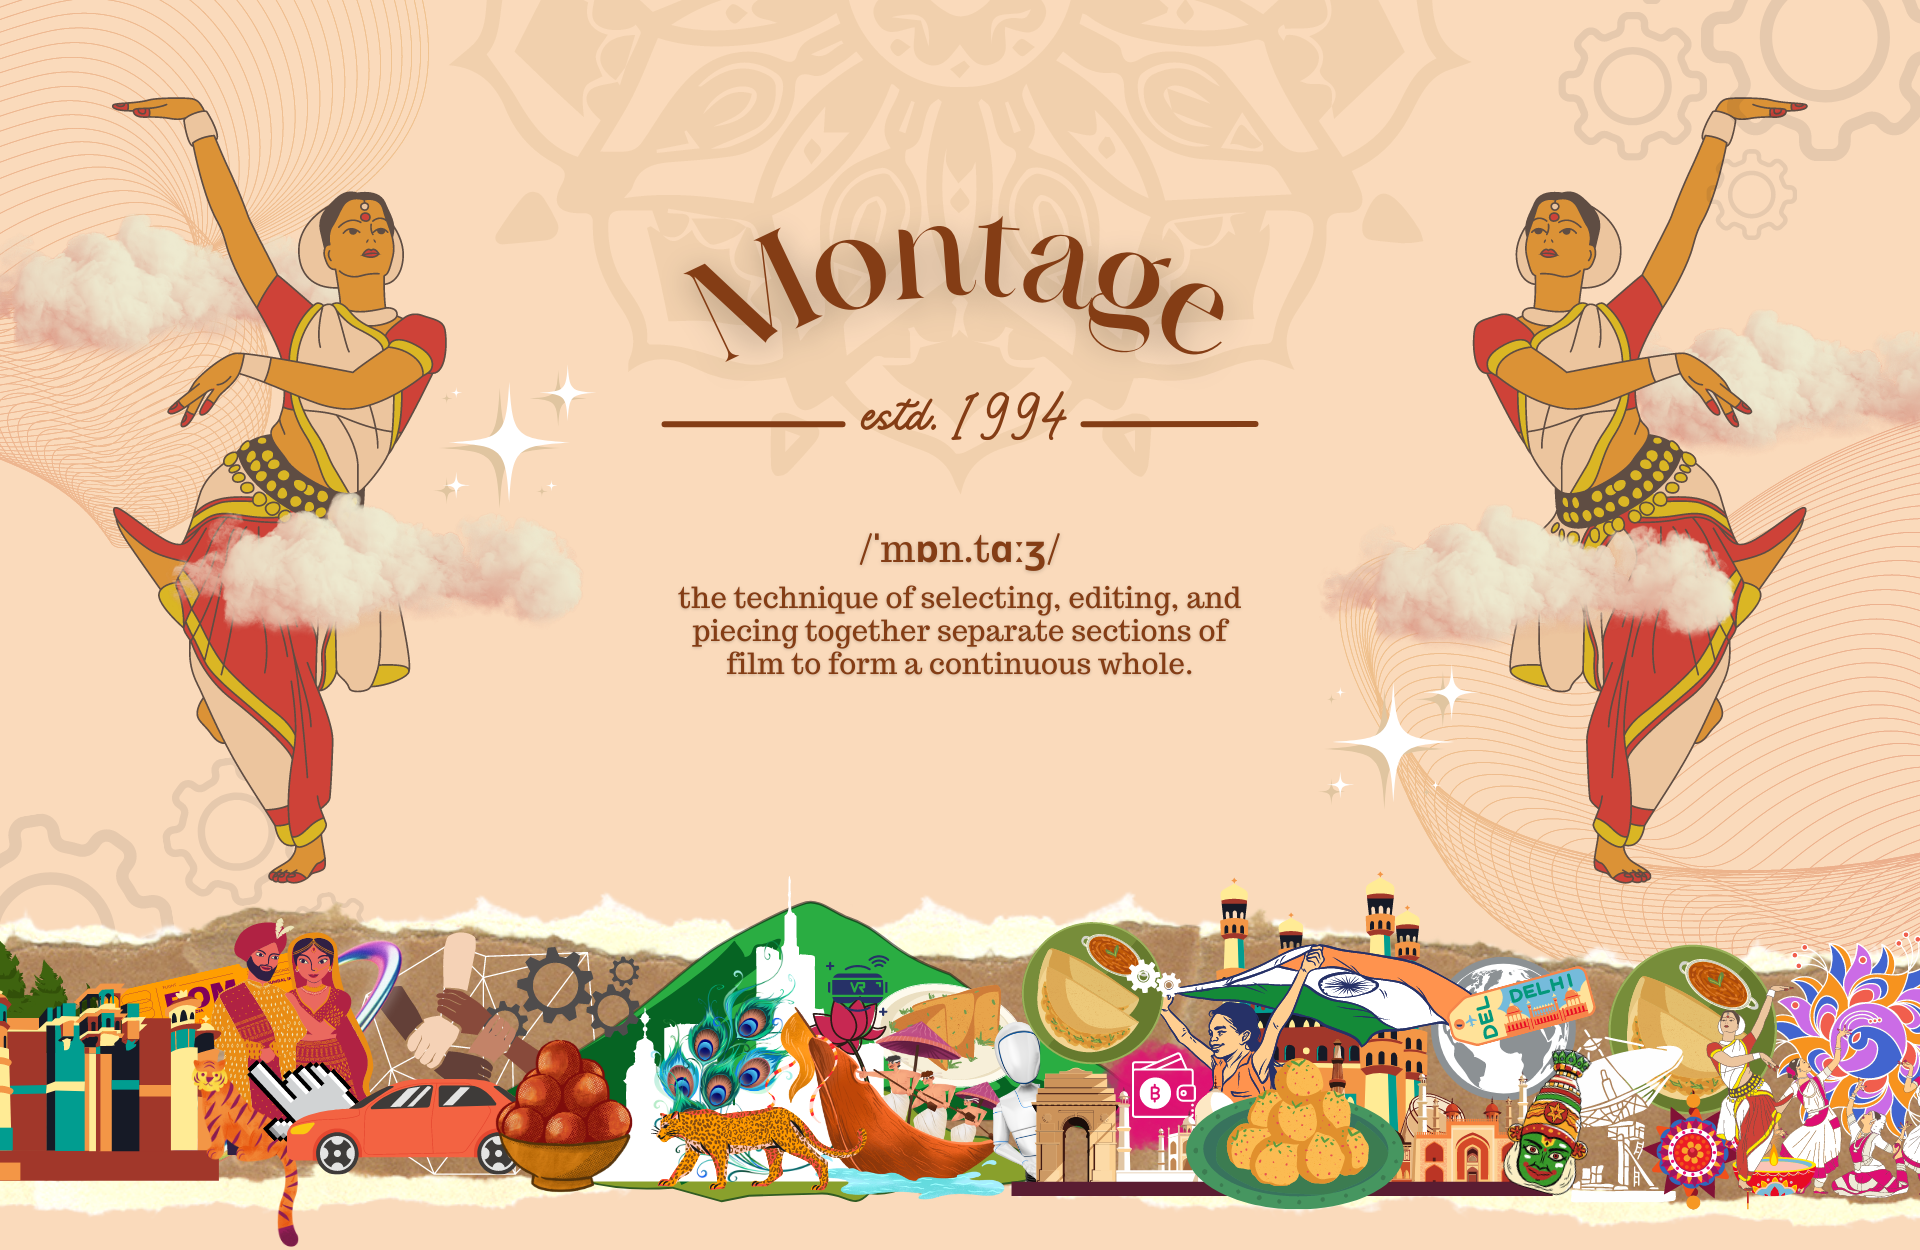 Montage
estd. 1994
/ˈmɒn.tɑːʒ/
the technique of selecting, editing, and
piecing together separate sections of
film to form a continuous whole.
VR
DEL
DELHI